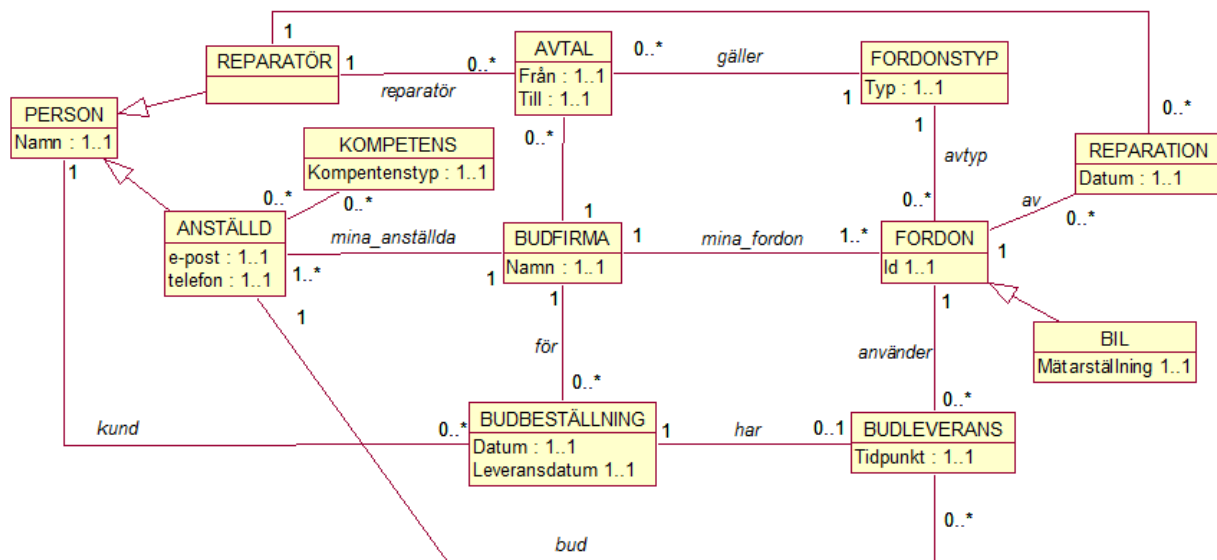 1
REPARATÖR
1
0..*
reparatör
AVTAL
Från : 1..1
Till : 1..1
0..*
gäller
1
FORDONSTYP
Typ : 1..1
1
PERSON
Namn : 1..1
1
KOMPETENS
Kompentenstyp : 1..1
0..*
0..*
0..*
avtyp
0..*
0..*
REPARATION
Datum : 1..1
av
0..*
ANSTÄLLD
e-post : 1..1
telefon : 1..1
1..*
1
mina_anställda
1
1
BUDFIRMA
Namn : 1..1
1
1
mina_fordon
1..*
FORDON
Id 1..1
1
1
BIL
Mätarställning 1..1
för
0..*
använder
0..*
kund
0..*
BUDBESTÄLLNING
Datum : 1..1
Leveransdatum 1..1
1
har
0..1
BUDLEVERANS
Tidpunkt : 1..1
0..*
bud